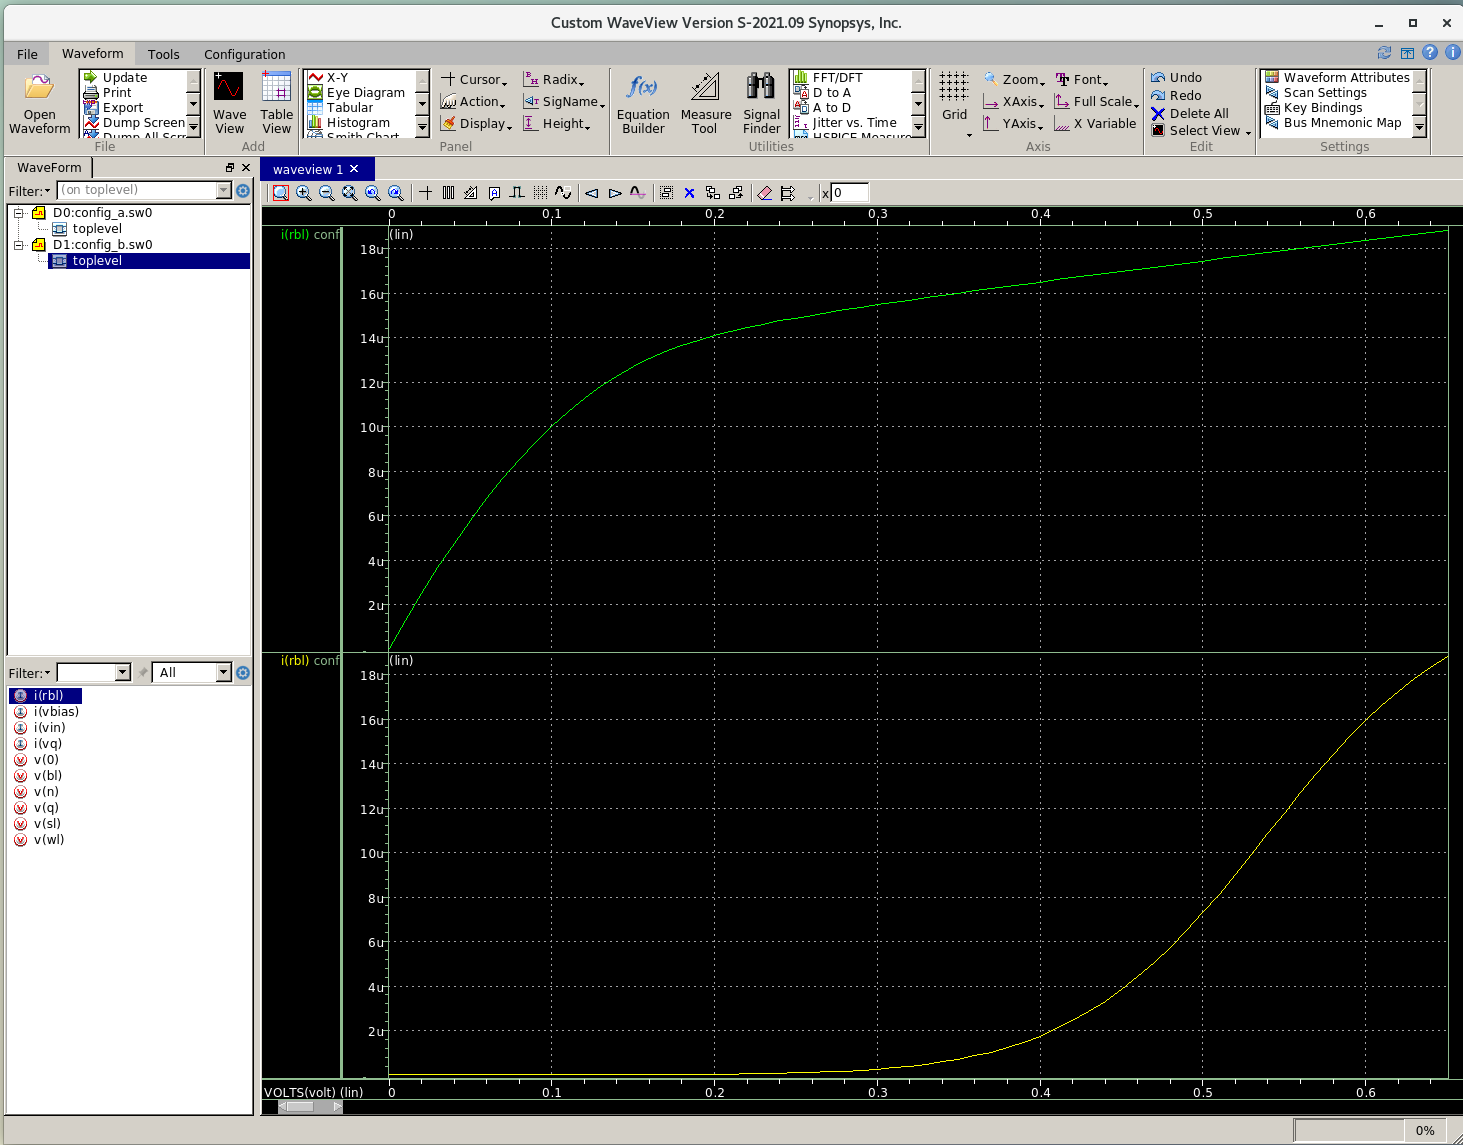 Custom WaveView Version S-2021.09 Synopsys, Inc.
File Waveform Tools Configuration
Open Waveform
Update
Print
Export
Dump Screen
Dump All Scr
File
Wave View
Table View
Add
X-Y
Eye Diagram
Tabular
Histogram
Smith Chart
Cursor
Action
Display
Radix
SigName
Height
Panel
Equation Builder
Measure Tool
Signal Finder
FFT/DFT
D to A
A to D
Jitter vs. Time
HSPICE Measure
Utilities
Grid
Zoom
XAxis
YAxis
Font
Full Scale
X Variable
Axis
Undo
Redo
Delete All
Select View
Edit
Waveform Attributes
Scan Settings
Key Bindings
Bus Mnemonic Map
Settings
WaveForm
Filter: (on toplevel)
D0:config_a.sw0
toplevel
D1:config_b.sw0
toplevel
Filter: All
i(rbl)
i(vbias)
i(vin)
i(vq)
v(0)
v(bl)
v(n)
v(q)
v(sl)
v(wl)
waveview 1
x 0
0 0.1 0.2 0.3 0.4 0.5 0.6
i(rbl) conf (lin)
18u
16u
14u
12u
10u
8u
6u
4u
2u
i(rbl) conf (lin)
18u
16u
14u
12u
10u
8u
6u
4u
2u
VOLTS(volt) (lin) 0 0.1 0.2 0.3 0.4 0.5 0.6
0%